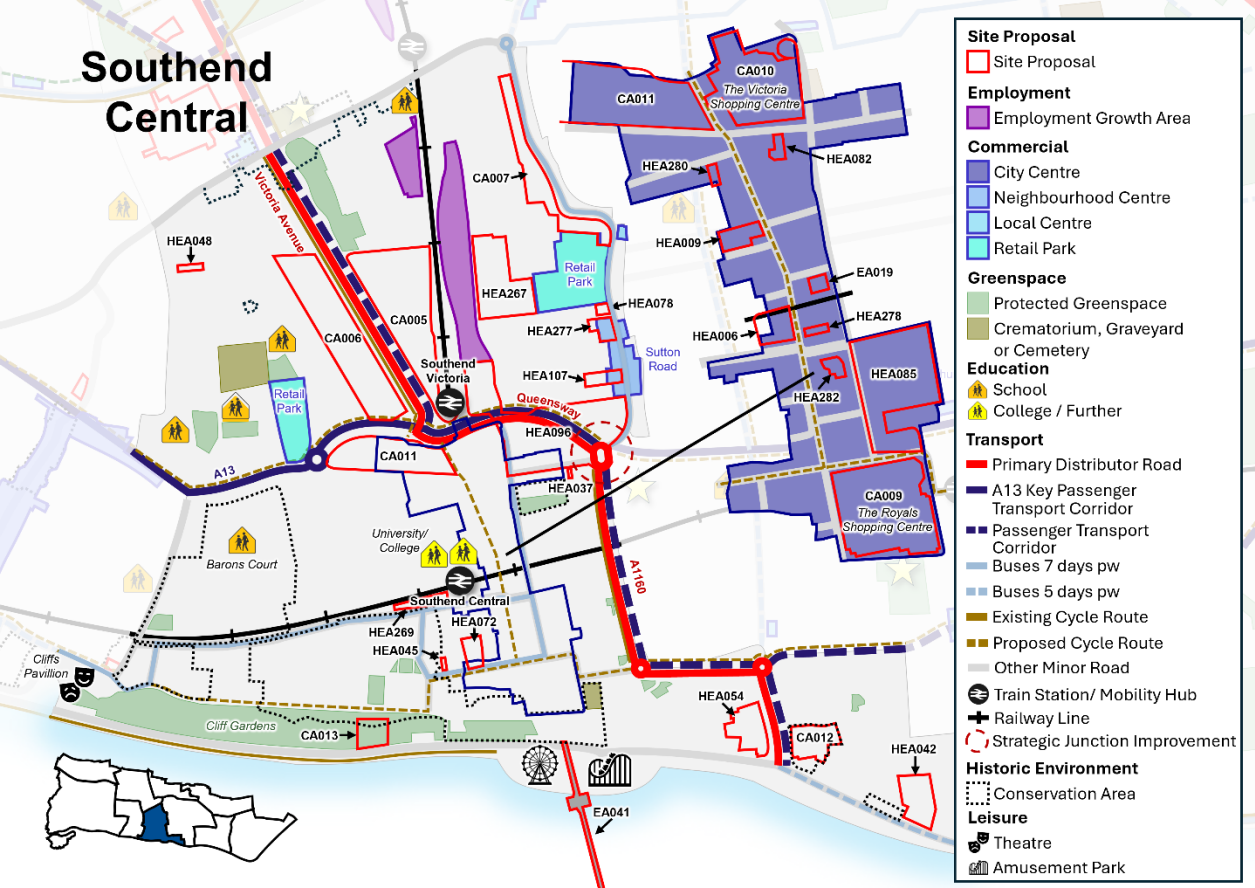 Southend
Central
Victoria Avenue
HEA048
CA006
CA005
CA007
HEA267
Retail
Park
HEA078
HEA277
HEA107
Sutton
Road
Southend
Victoria
Queensway
HEA096
Retail
Park
A13
CA011
HEA037
University/
College
Barons Court
Southend Central
A1160
HEA269
HEA072
HEA045
Cliffs
Pavillion
Cliff Gardens
CA013
HEA054
CA012
HEA042
EA041
CA010
The Victoria
Shopping Centre
CA011
HEA082
HEA280
HEA009
EA019
HEA006
HEA278
HEA282
HEA085
CA009
The Royals
Shopping Centre
Site Proposal
Site Proposal
Employment
Employment Growth Area
Commercial
City Centre
Neighbourhood Centre
Local Centre
Retail Park
Greenspace
Protected Greenspace
Crematorium, Graveyard
or Cemetery
Education
School
College / Further
Transport
Primary Distributor Road
A13 Key Passenger
Transport Corridor
Passenger Transport
Corridor
Buses 7 days pw
Buses 5 days pw
Existing Cycle Route
Proposed Cycle Route
Other Minor Road
Train Station/ Mobility Hub
Railway Line
Strategic Junction Improvement
Historic Environment
Conservation Area
Leisure
Theatre
Amusement Park